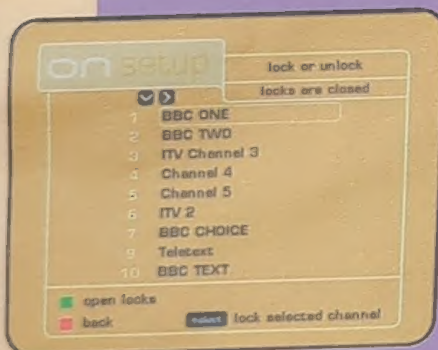 on setup
lock or unlock
locks are closed
1 BBC ONE
2 BBC TWO
3 ITV Channel 3
4 Channel 4
5 Channel 5
6 ITV 2
7 BBC CHOICE
9 Teletext
10 BBC TEXT
open locks
back
select lock selected channel